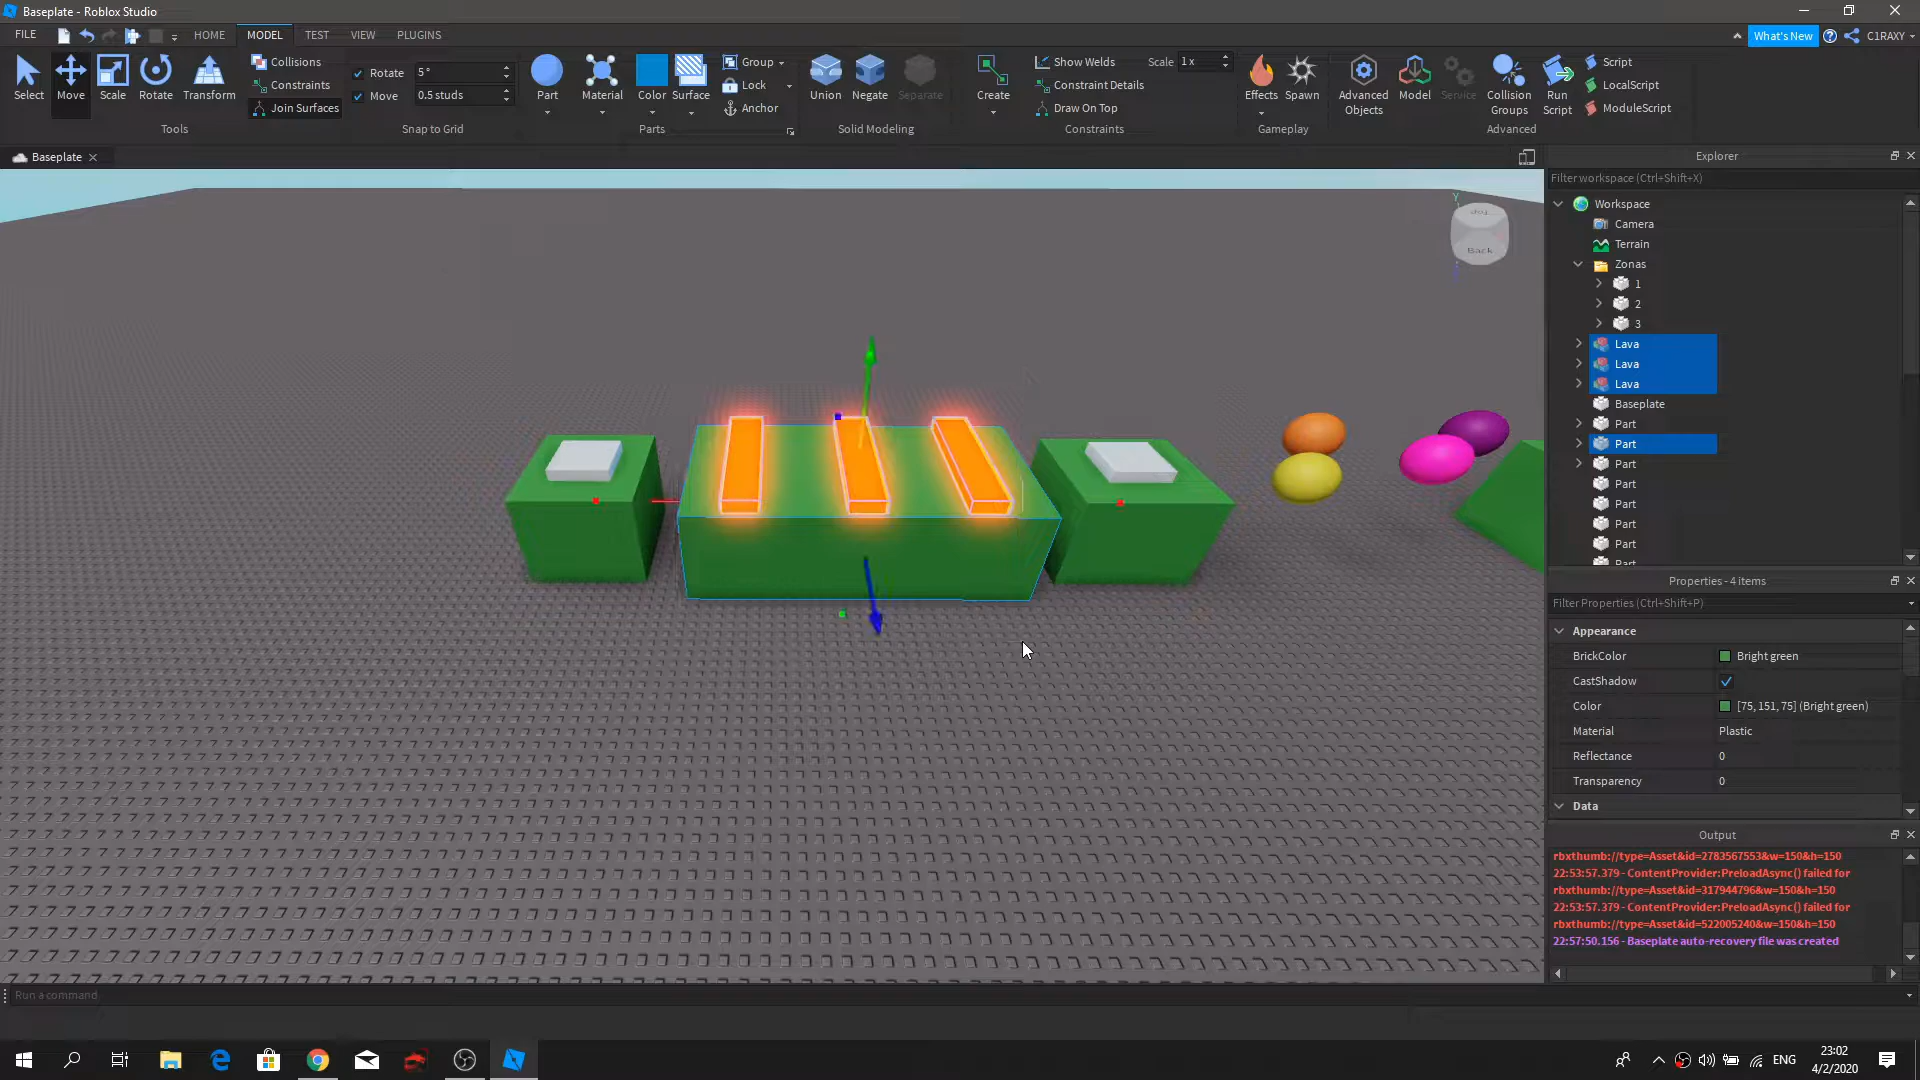 Baseplate - Roblox Studio
FILE HOME MODEL TEST VIEW PLUGINS What's New C1RAXY
Select Move Scale Rotate Transform
Collisions
Constraints
Join Surfaces
Tools
Rotate 5 °
Move 0.5 studs
Snap to Grid
Part Material Color Surface
Group
Lock
Anchor
Parts
Union Negate Separate
Solid Modeling
Create
Show Welds Scale 1 x
Constraint Details
Draw On Top
Constraints
Effects Spawn
Gameplay
Advanced Objects Model Service Collision Groups Run Script
Script
LocalScript
ModuleScript
Advanced
Baseplate
Y
Top
Back
Explorer
Filter workspace (Ctrl+Shift+X)
Workspace
Camera
Terrain
Zonas
1
2
3
Lava
Lava
Lava
Baseplate
Part
Part
Part
Part
Part
Part
Part
Part
Properties - 4 items
Filter Properties (Ctrl+Shift+P)
Appearance
BrickColor Bright green
CastShadow
Color [75, 151, 75] (Bright green)
Material Plastic
Reflectance 0
Transparency 0
Data
Output
rbxthumb://type=Asset&id=2783567553&w=150&h=150
22:53:57.379 - ContentProvider:PreloadAsync() failed for
rbxthumb://type=Asset&id=317944796&w=150&h=150
22:53:57.379 - ContentProvider:PreloadAsync() failed for
rbxthumb://type=Asset&id=522005240&w=150&h=150
22:57:50.156 - Baseplate auto-recovery file was created
Run a command
ENG
23:02
4/2/2020